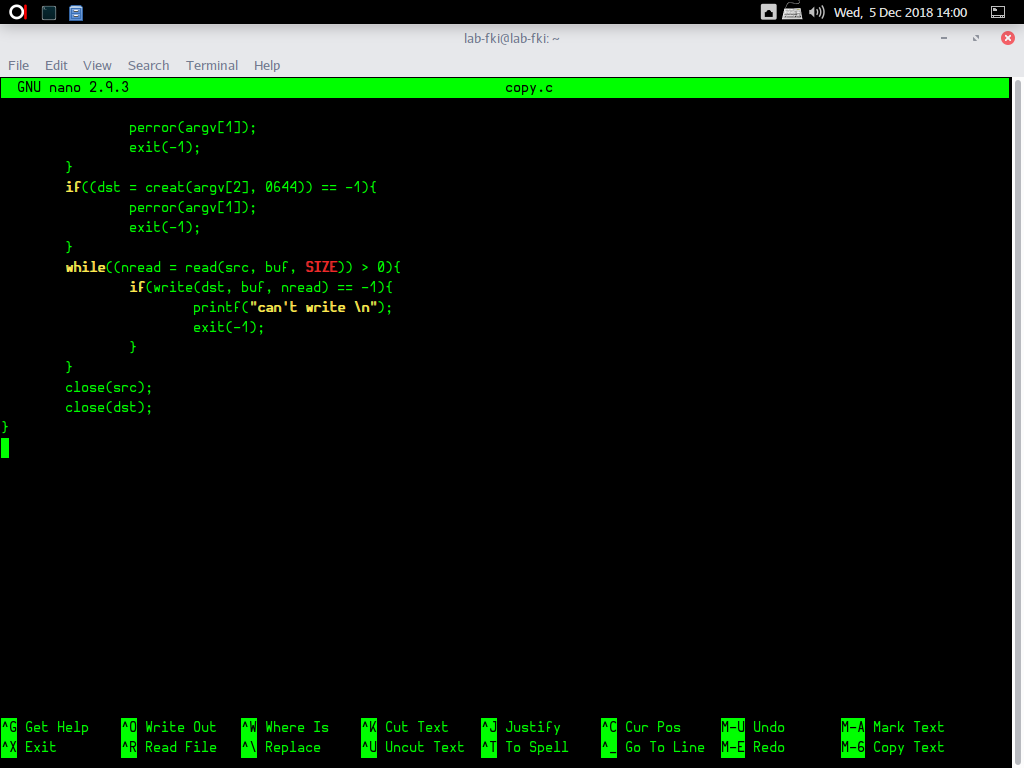 Wed, 5 Dec 2018 14:00
lab-fki@lab-fki: ~
File Edit View Search Terminal Help
GNU nano 2.9.3 copy.c
perror(argv[1]);
exit(-1);
}
if((dst = creat(argv[2], 0644)) == -1){
perror(argv[1]);
exit(-1);
}
while((nread = read(src, buf, SIZE)) > 0){
if(write(dst, buf, nread) == -1){
printf("can't write \n");
exit(-1);
}
}
close(src);
close(dst);
}
^G Get Help ^O Write Out ^W Where Is ^K Cut Text ^J Justify ^C Cur Pos M-U Undo M-A Mark Text
^X Exit ^R Read File ^\ Replace ^U Uncut Text ^T To Spell ^_ Go To Line M-E Redo M-6 Copy Text